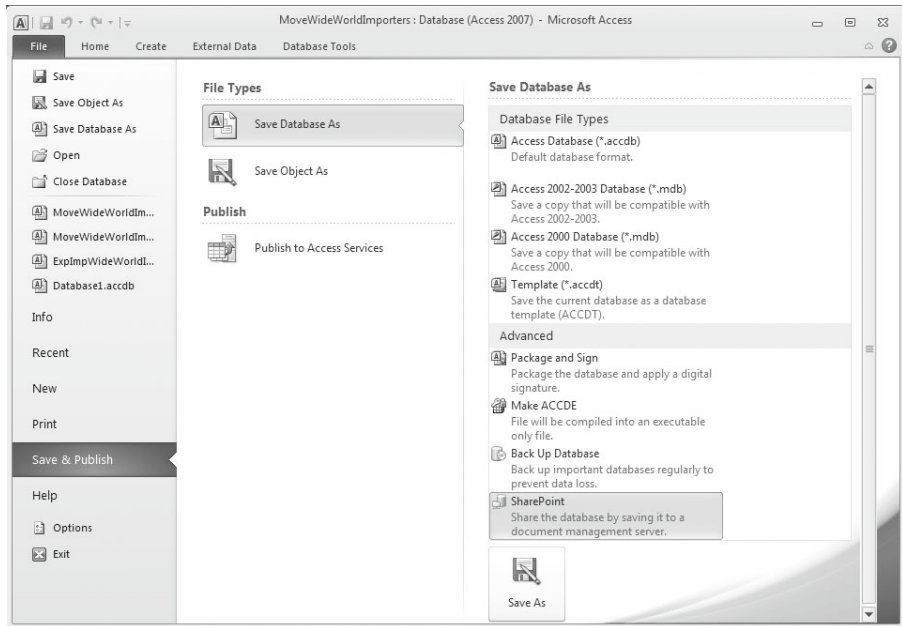 MoveWideWorldImporters : Database (Access 2007) - Microsoft Access
File Home Create External Data Database Tools
Save
Save Object As
Save Database As
Open
Close Database
MoveWideWorldIm...
MoveWideWorldIm...
ExpImpWideWorldI...
Database1.accdb
Info
Recent
New
Print
Save & Publish
Help
Options
Exit
File Types
Save Database As
Save Object As
Publish
Publish to Access Services
Save Database As
Database File Types
Access Database (*.accdb)
Default database format.
Access 2002-2003 Database (*.mdb)
Save a copy that will be compatible with
Access 2002-2003.
Access 2000 Database (*.mdb)
Save a copy that will be compatible with
Access 2000.
Template (*.accdt)
Save the current database as a database
template (ACCDT).
Advanced
Package and Sign
Package the database and apply a digital
signature.
Make ACCDE
File will be compiled into an executable
only file.
Back Up Database
Back up important databases regularly to
prevent data loss.
SharePoint
Share the database by saving it to a
document management server.
Save As